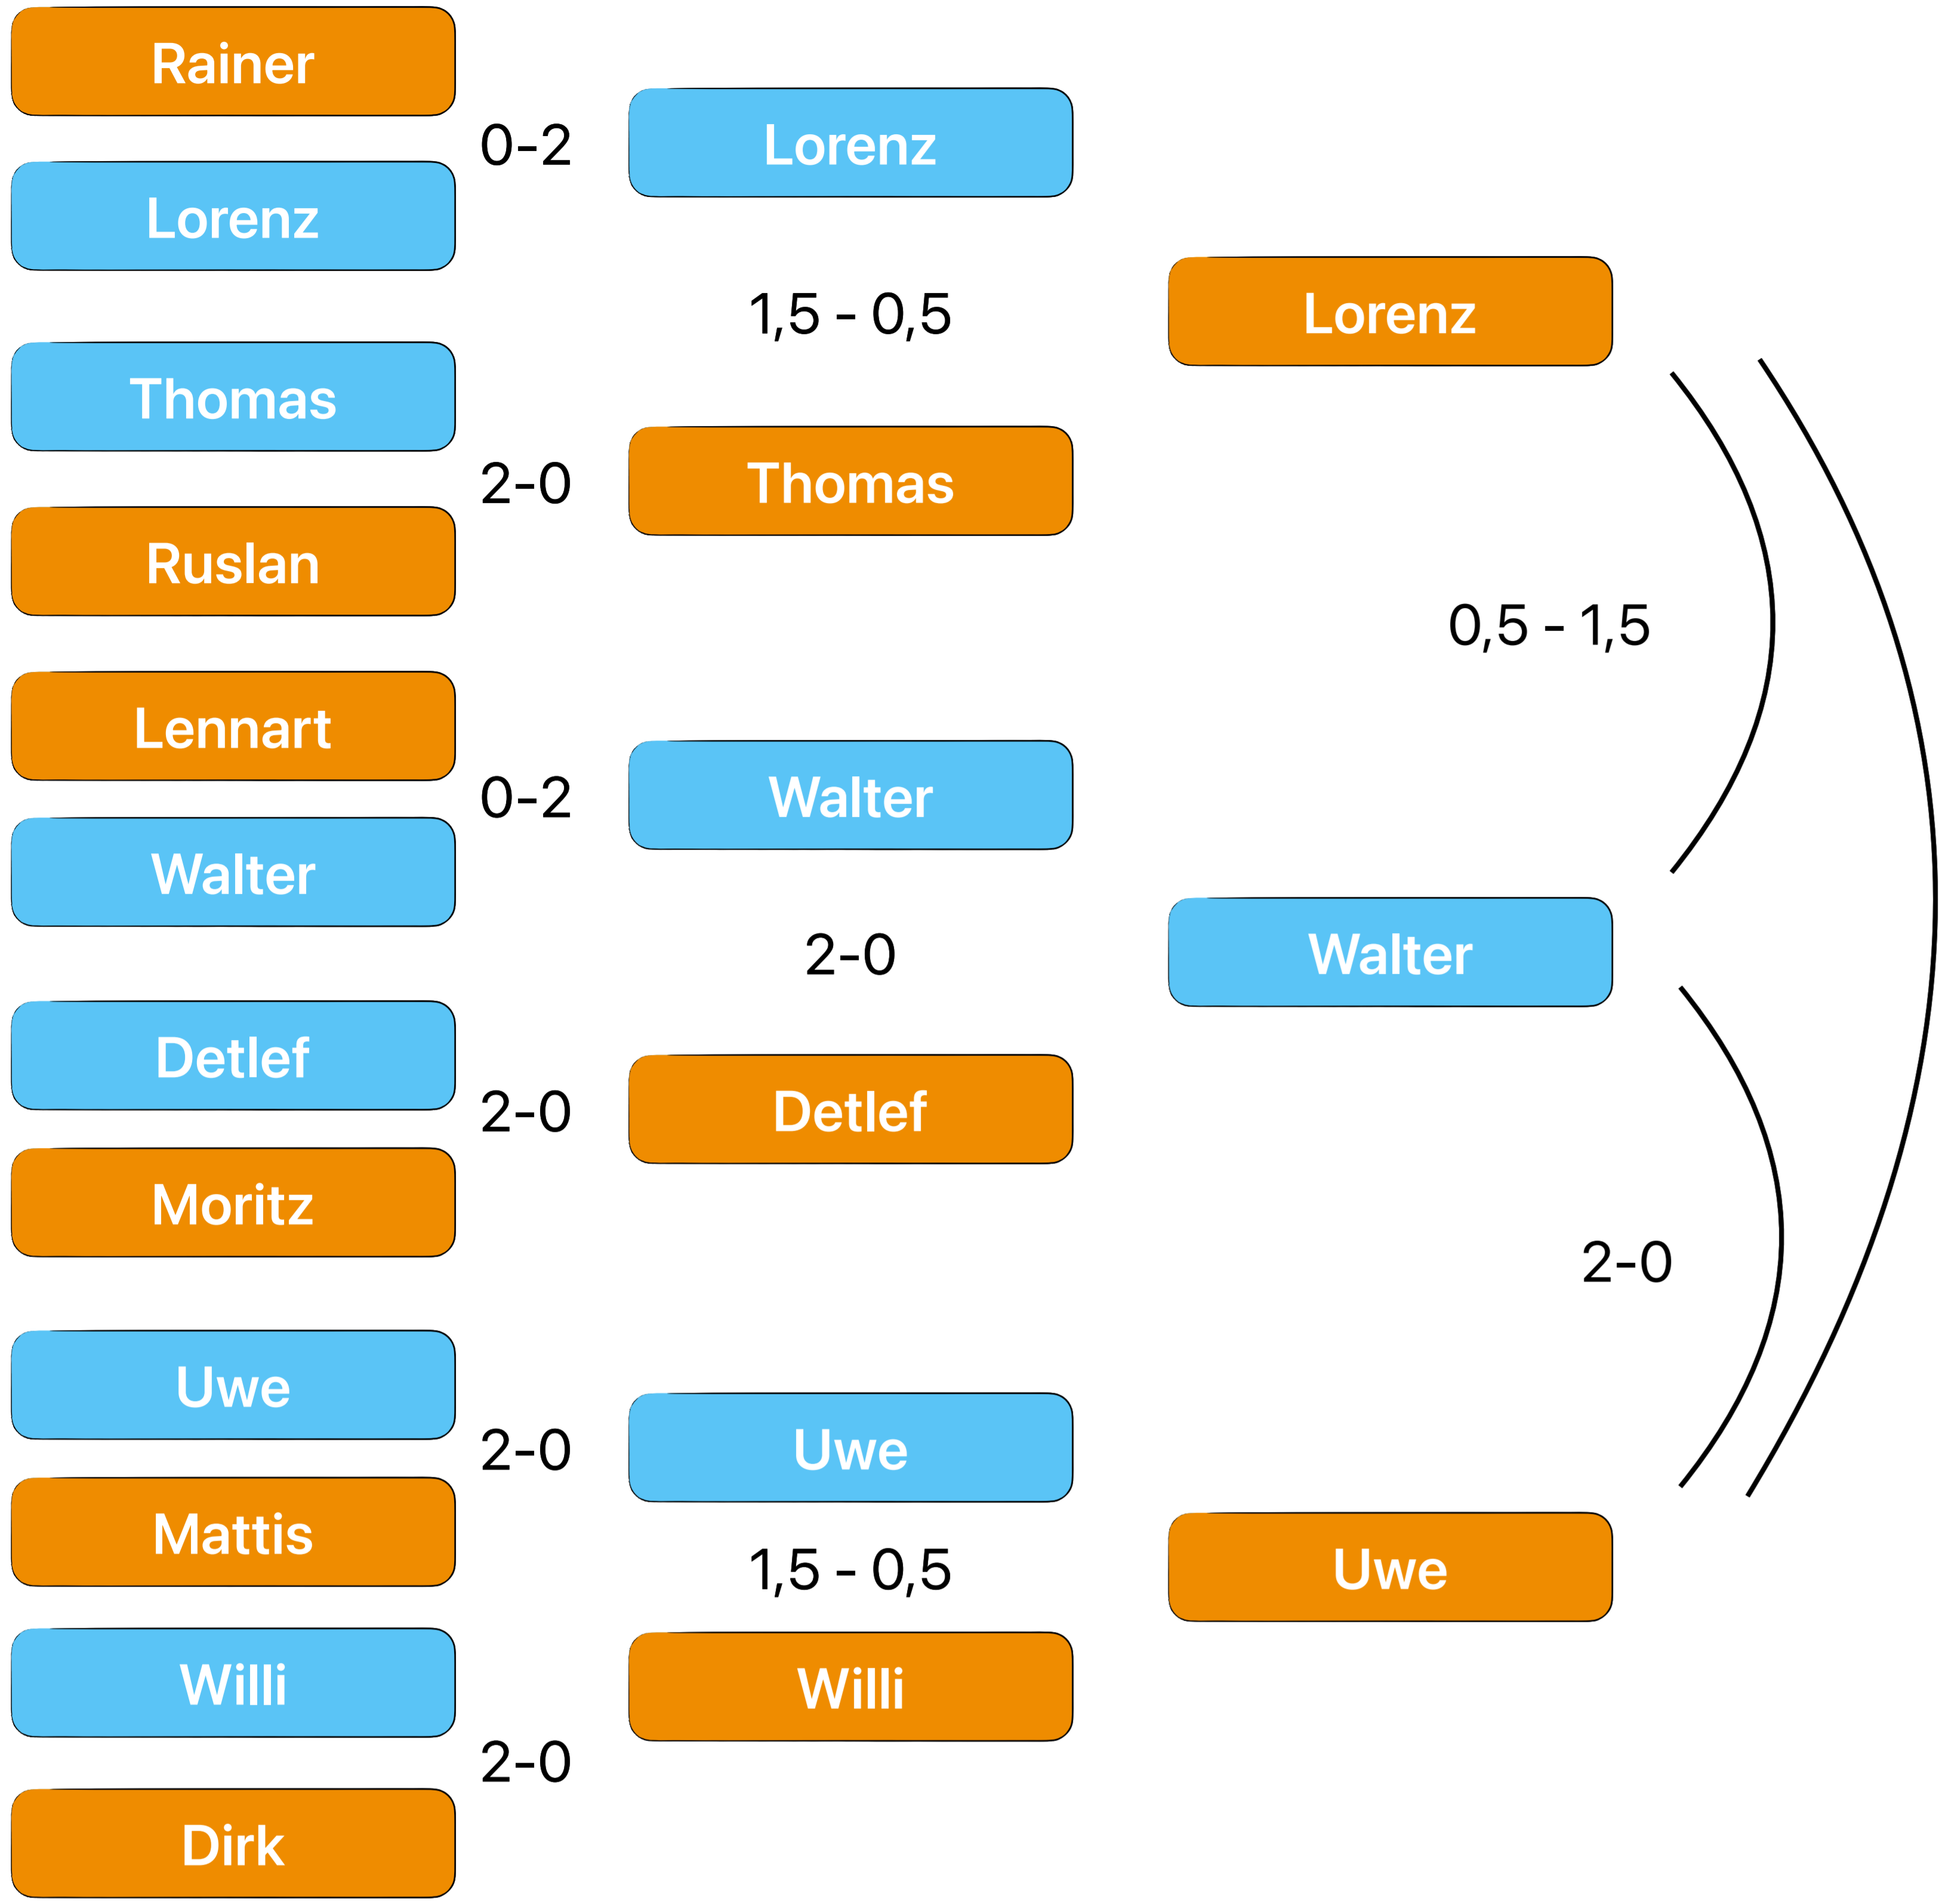 Rainer
0-2
Lorenz
Thomas
2-0
Ruslan
Lennart
0-2
Walter
Detlef
2-0
Moritz
Uwe
2-0
Mattis
Willi
2-0
Dirk
Lorenz
1,5 - 0,5
Thomas
Walter
2-0
Detlef
Uwe
1,5 - 0,5
Willi
Lorenz
0,5 - 1,5
Walter
2-0
Uwe